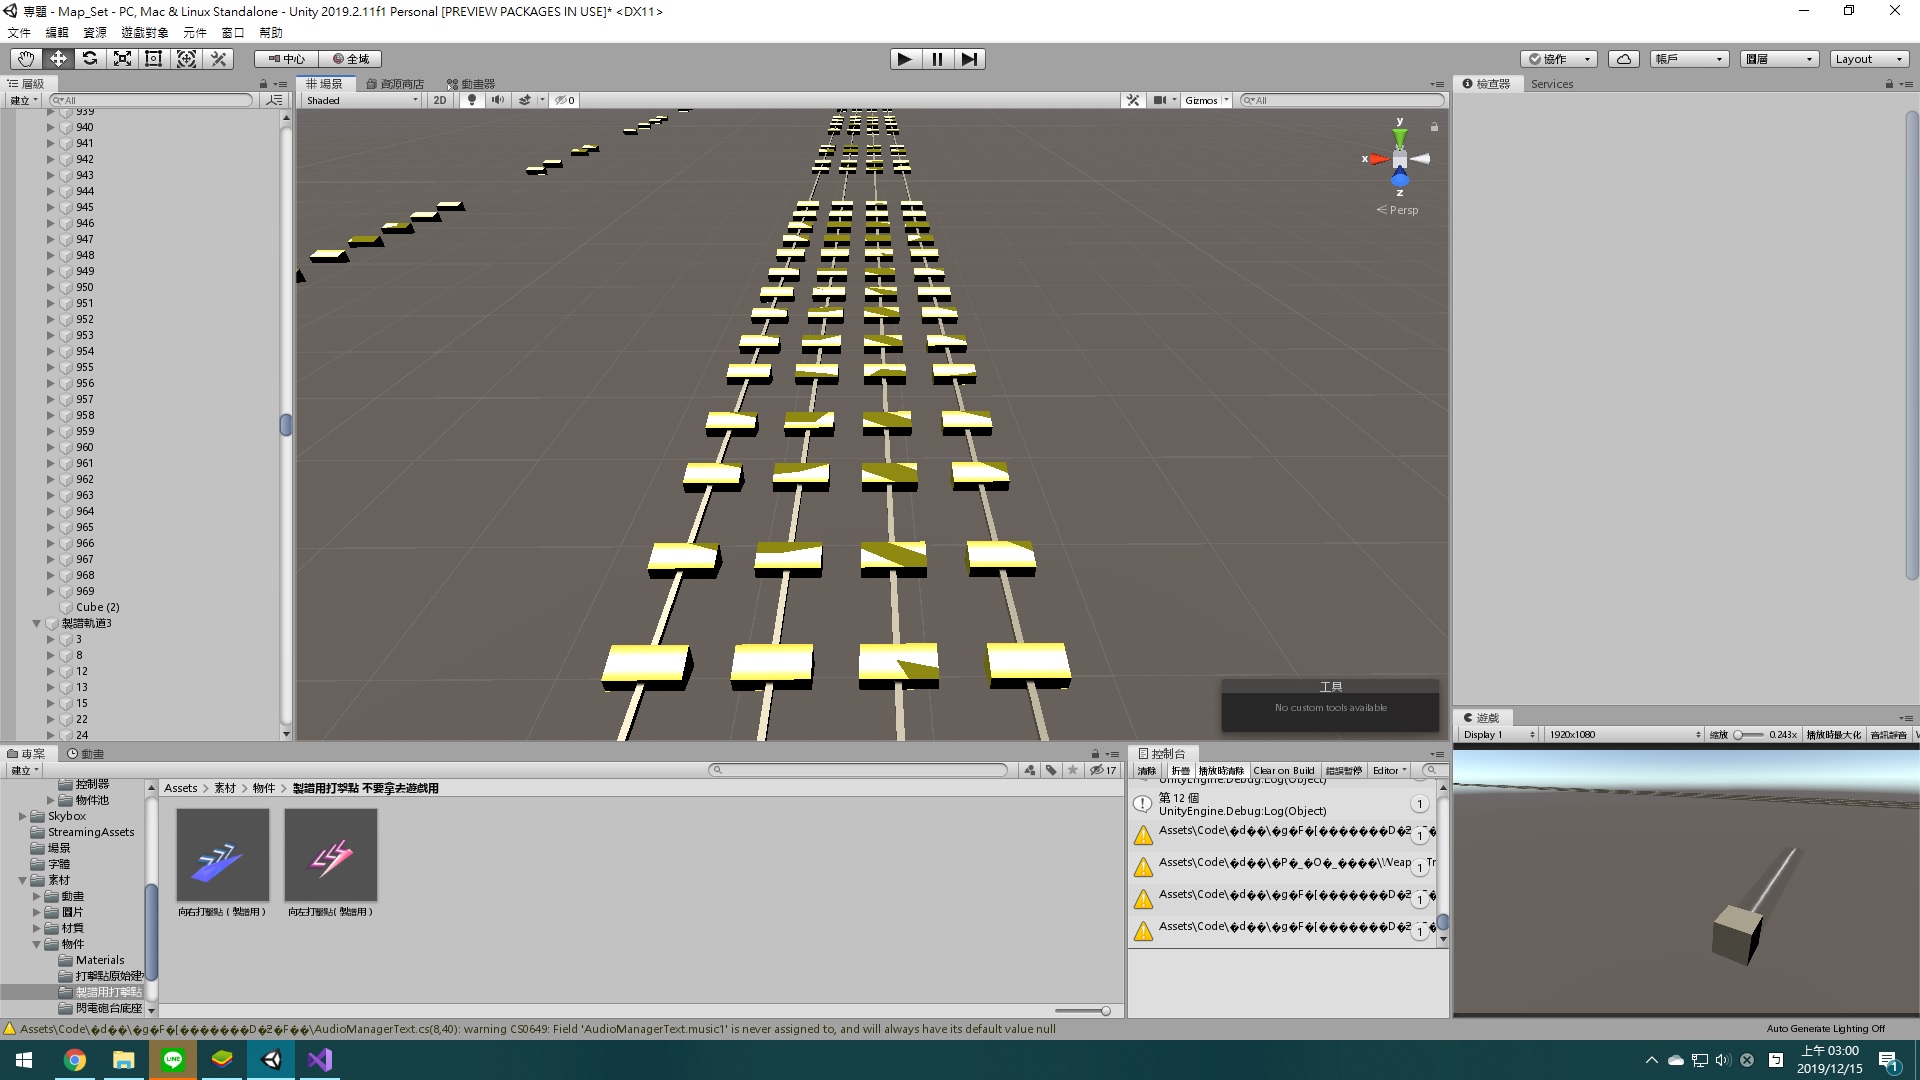 專題 - Map_Set - PC, Mac & Linux Standalone - Unity 2019.2.11f1 Personal [PREVIEW PACKAGES IN USE]* <DX11>
文件 編輯 資源 遊戲對象 元件 窗口 幫助
中心 全域 協作 帳戶 圖層 Layout
層級
建立 All
939
940
941
942
943
944
945
946
947
948
949
950
951
952
953
954
955
956
957
958
959
960
961
962
963
964
965
966
967
968
969
Cube (2)
製譜軌道3
3
8
12
13
15
22
24
場景 資源商店 動畫器
Shaded 2D 0 Gizmos All
y
x
z
Persp
工具
No custom tools available
檢查器 Services
專案 動畫
建立 17
控制器
物件池
Skybox
StreamingAssets
場景
字體
素材
動畫
圖片
材質
物件
Materials
打擊點原始建
製譜用打擊點
閃電砲台底座
Assets > 素材 > 物件 > 製譜用打擊點 不要拿去遊戲用
向右打擊點 ( 製譜用 )
向左打擊點( 製譜用 )
控制台
清除 折疊 播放時清除 Clear on Build 錯誤暫停 Editor
UnityEngine.Debug:Log(Object)
第 12 個
UnityEngine.Debug:Log(Object)
1
Assets\Code\�d��\�g�F�[�������D�
1
Assets\Code\�d��\�P�_�O�_����\Weap Tr
1
Assets\Code\�d��\�g�F�[�������D�
1
Assets\Code\�d��\�g�F�[�������D�
1
遊戲
Display 1 1920x1080 縮放 0.243x 播放時最大化 音訊靜音
Assets\Code\�d��\�g�F�[�������D�Ƶ�F��\AudioManagerText.cs(8,40): warning CS0649: Field 'AudioManagerText.music1' is never assigned to, and will always have its default value null
Auto Generate Lighting Off
LINE
上午 03:00
2019/12/15
1